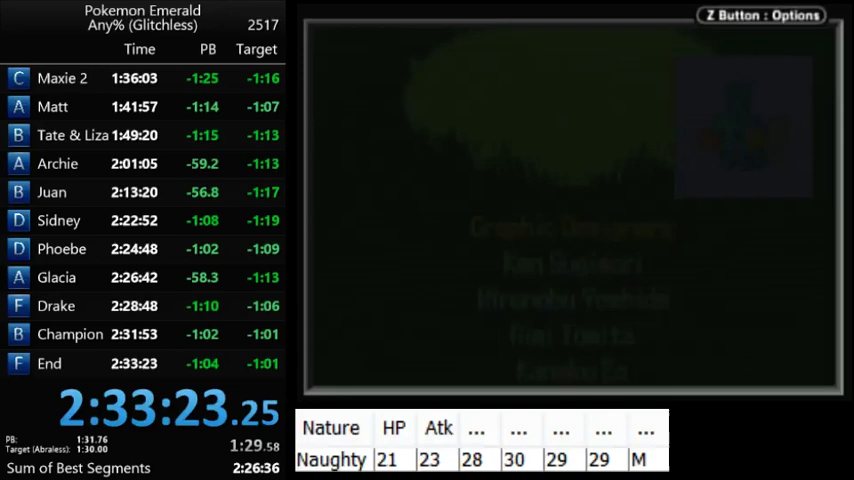 Pokemon Emerald
Any% (Glitchless) 2517
Time PB Target
C Maxie 2 1:36:03 -1:25 -1:16
A Matt 1:41:57 -1:14 -1:07
B Tate & Liza 1:49:20 -1:15 -1:13
A Archie 2:01:05 -59.2 -1:13
B Juan 2:13:20 -56.8 -1:17
D Sidney 2:22:52 -1:08 -1:19
D Phoebe 2:24:48 -1:02 -1:09
A Glacia 2:26:42 -58.3 -1:13
F Drake 2:28:48 -1:10 -1:06
B Champion 2:31:53 -1:02 -1:01
F End 2:33:23 -1:04 -1:01
2:33:23.25
PB: 1:31.76
Target (Abraless): 1:30.00
1:29.58
Sum of Best Segments 2:26:36
Z Button : Options
Graphic Designers
Ken Sugimori
Hironobu Yoshida
Nature HP Atk ... ... ... ... ...
Naughty 21 23 28 30 29 29 M